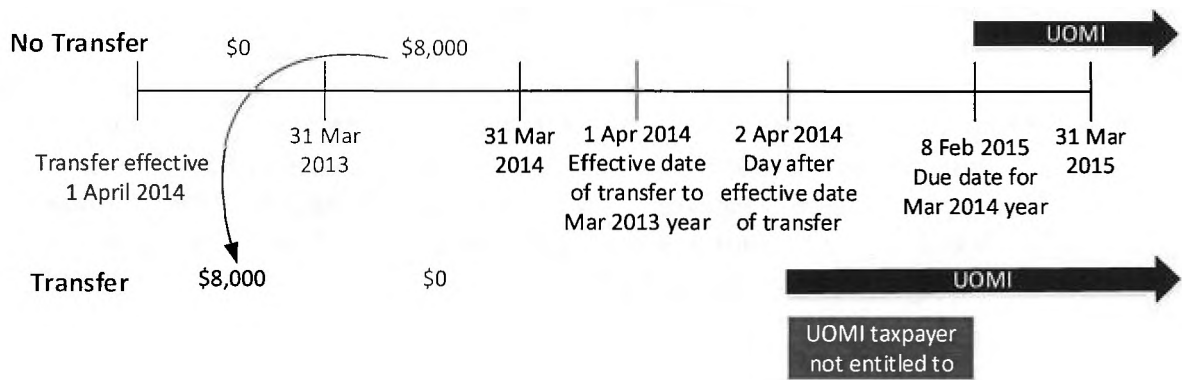 No Transfer
$0
$8,000
UOMI
Transfer effective
1 April 2014
31 Mar
2013
31 Mar
2014
1 Apr 2014
Effective date
of transfer to
Mar 2013 year
2 Apr 2014
Day after
effective date
of transfer
8 Feb 2015
Due date for
Mar 2014 year
31 Mar
2015
Transfer
$8,000
$0
UOMI
UOMI taxpayer
not entitled to